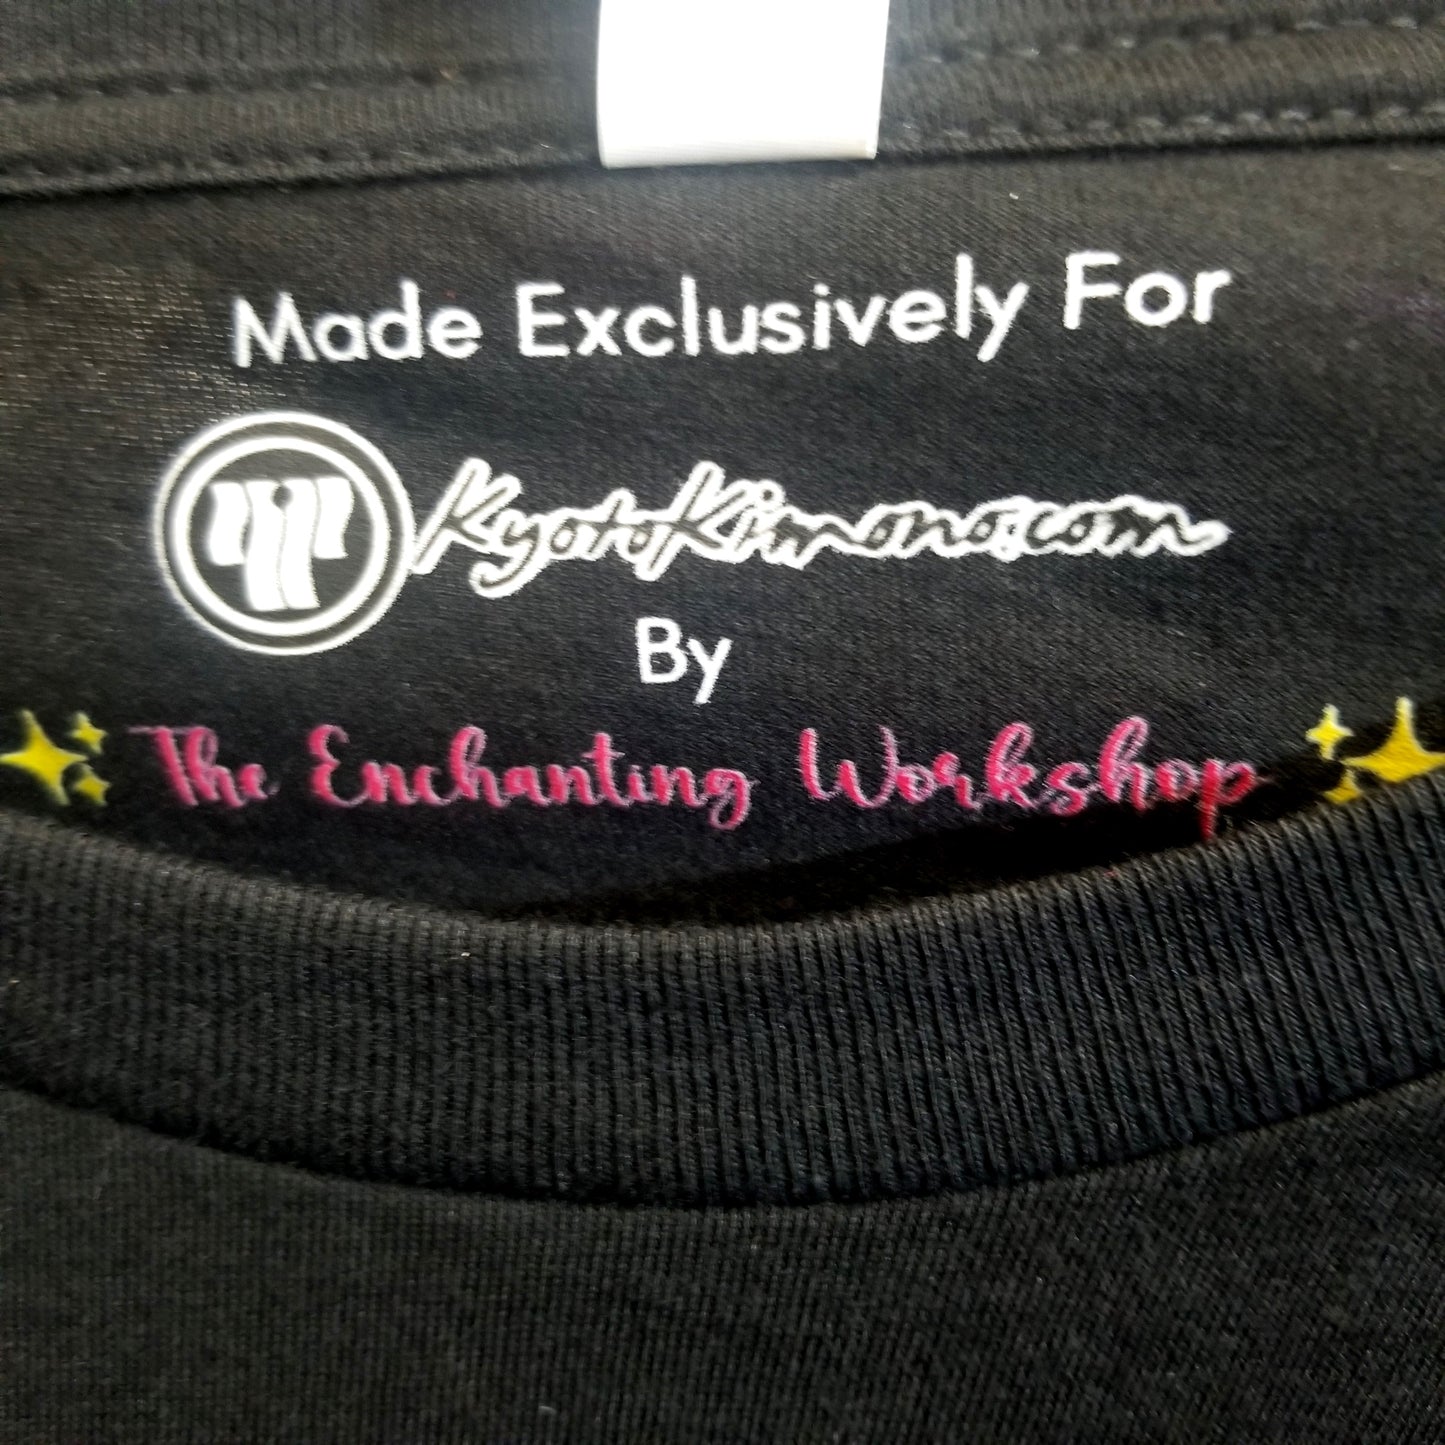 Made Exclusively For
KyotoKimono.com
By
The Enchanting Workshop